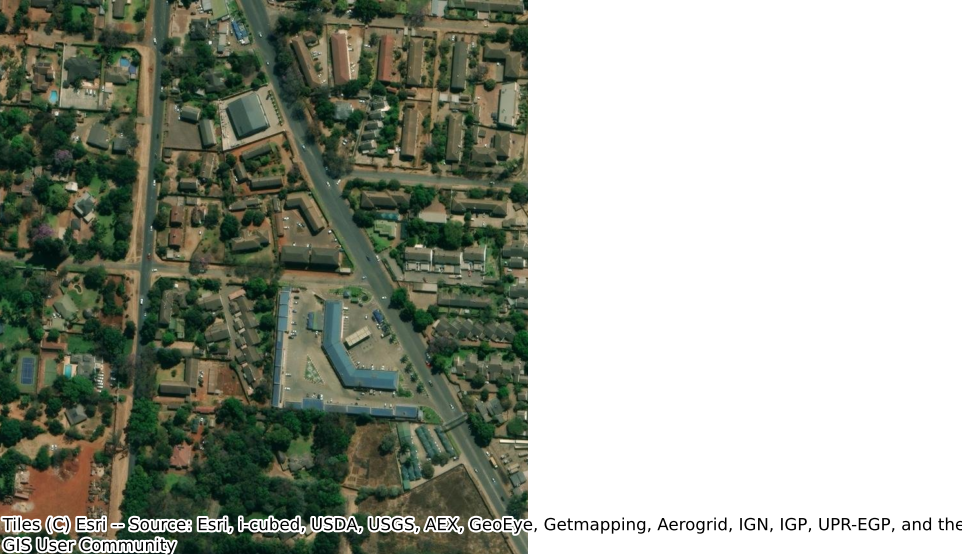 Tiles (C) Esri -- Source: Esri, i-cubed, USDA, USGS, AEX, GeoEye, Getmapping, Aerogrid, IGN, IGP, UPR-EGP, and the
GIS User Community